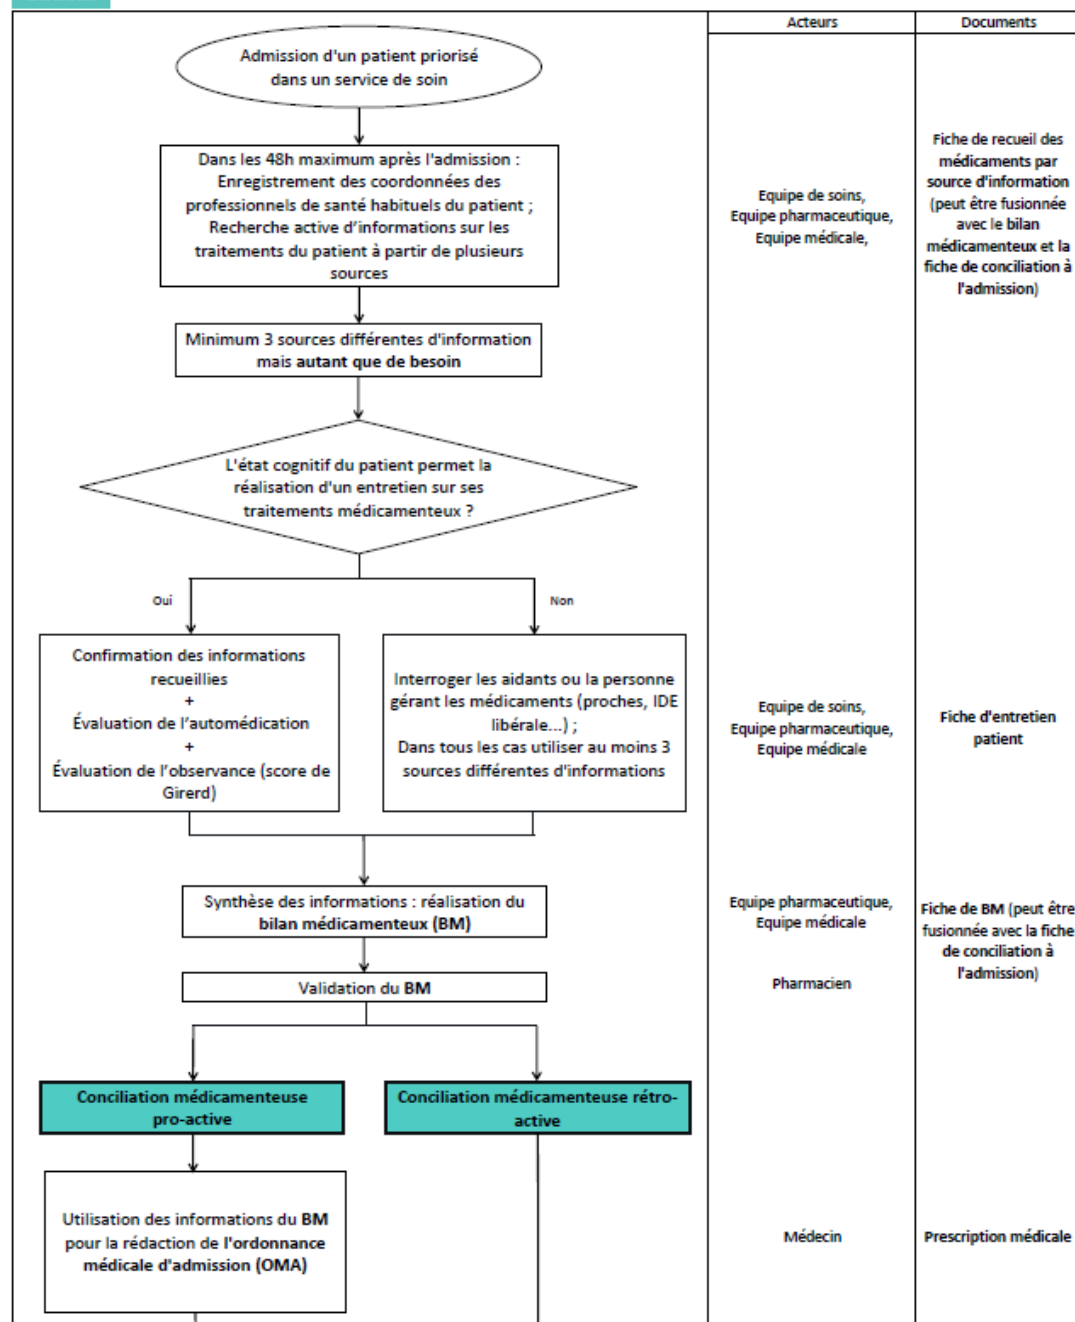 Acteurs
Documents
Admission d'un patient priorisé
dans un service de soin
Dans les 48h maximum après l'admission :
Enregistrement des coordonnées des
professionnels de santé habituels du patient ;
Recherche active d'informations sur les
traitements du patient à partir de plusieurs
sources
Equipe de soins,
Equipe pharmaceutique,
Equipe médicale,
Fiche de recueil des
médicaments par
source d'information
(peut être fusionnée
avec le bilan
médicamenteux et la
fiche de conciliation à
l'admission)
Minimum 3 sources différentes d'information
mais autant que de besoin
L'état cognitif du patient permet la
réalisation d'un entretien sur ses
traitements médicamenteux ?
Oui
Non
Confirmation des informations
recueillies
+
Évaluation de l'automédication
+
Évaluation de l'observance (score de
Girerd)
Interroger les aidants ou la personne
gérant les médicaments (proches, IDE
libérale...) ;
Dans tous les cas utiliser au moins 3
sources différentes d'informations
Equipe de soins,
Equipe pharmaceutique,
Equipe médicale
Fiche d'entretien
patient
Synthèse des informations : réalisation du
bilan médicamenteux (BM)
Equipe pharmaceutique,
Equipe médicale
Fiche de BM (peut être
fusionnée avec la fiche
de conciliation à
l'admission)
Validation du BM
Pharmacien
Conciliation médicamenteuse
pro-active
Conciliation médicamenteuse rétro-
active
Utilisation des informations du BM
pour la rédaction de l'ordonnance
médicale d'admission (OMA)
Médecin
Prescription médicale